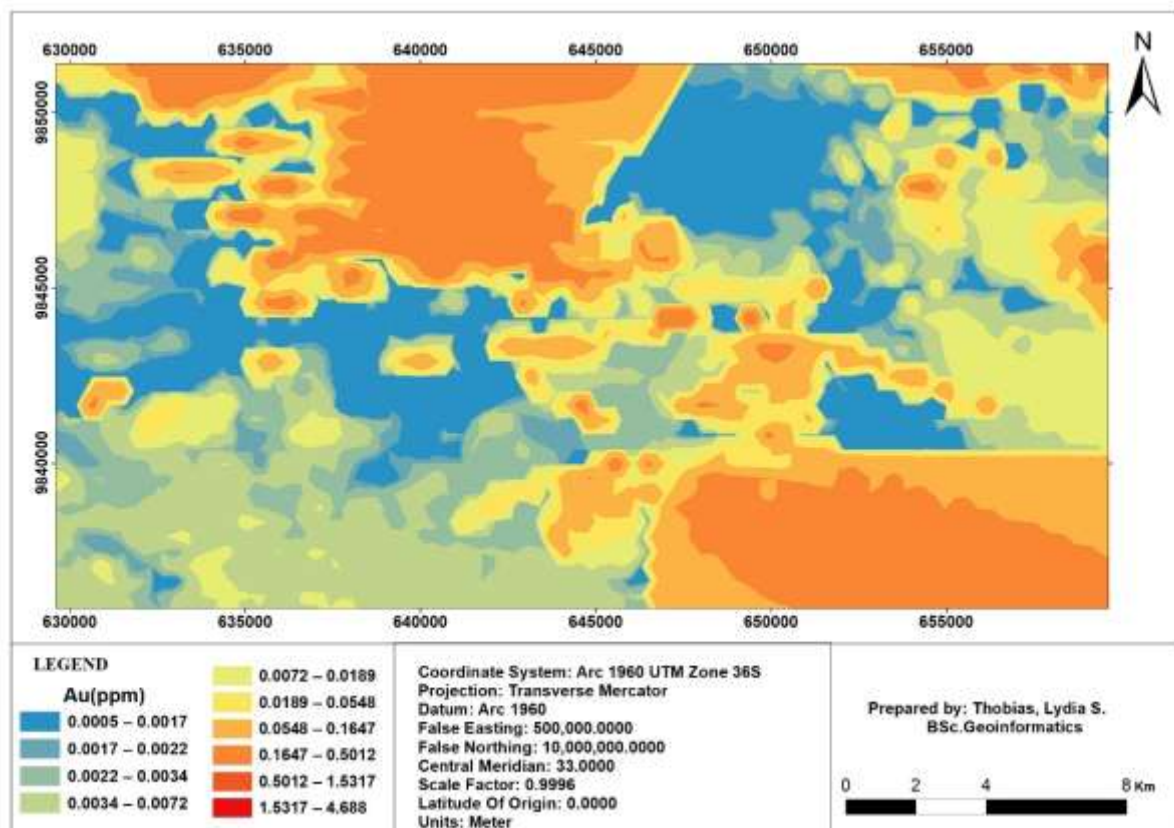 630000 635000 640000 645000 650000 655000
N
9850000
9850000
9845000
9845000
9840000
9840000
630000 635000 640000 645000 650000 655000
LEGEND
Au(ppm)
0.0005 – 0.0017
0.0017 – 0.0022
0.0022 – 0.0034
0.0034 – 0.0072
0.0072 – 0.0189
0.0189 – 0.0548
0.0548 – 0.1647
0.1647 – 0.5012
0.5012 – 1.5317
1.5317 – 4.688
Coordinate System: Arc 1960 UTM Zone 36S
Projection: Transverse Mercator
Datum: Arc 1960
False Easting: 500,000.0000
False Northing: 10,000,000.0000
Central Meridian: 33.0000
Scale Factor: 0.9996
Latitude Of Origin: 0.0000
Units: Meter
Prepared by: Thobias, Lydia S.
BSc.Geoinformatics
0 2 4 8 Km